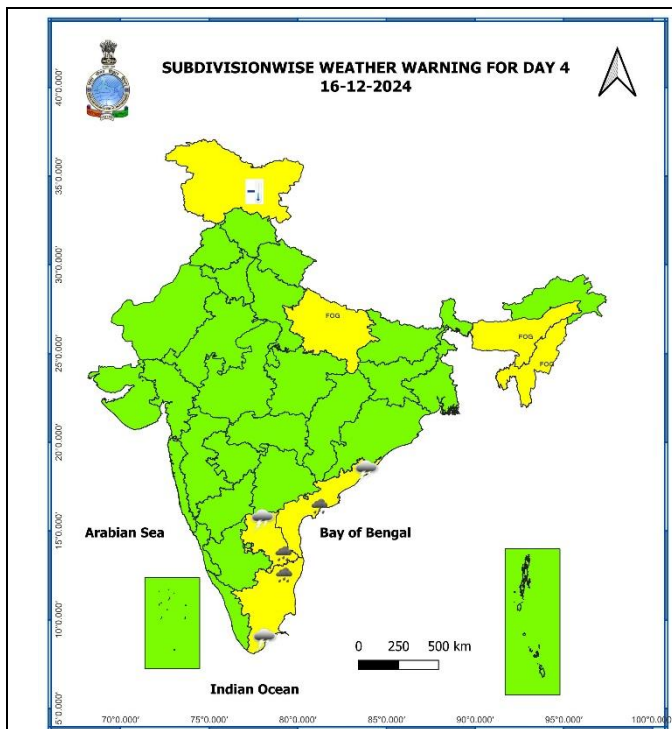 SUBDIVISIONWISE WEATHER WARNING FOR DAY 4
16-12-2024
40°0.000'
35°0.000'
30°0.000'
25°0.000'
20°0.000'
15°0.000'
10°0.000'
5°0.000'
FOG
FOG
FOG
Arabian Sea
Bay of Bengal
0 250 500 km
Indian Ocean
70°0.000' 75°0.000' 80°0.000' 85°0.000' 90°0.000' 95°0.000' 100°0.000'